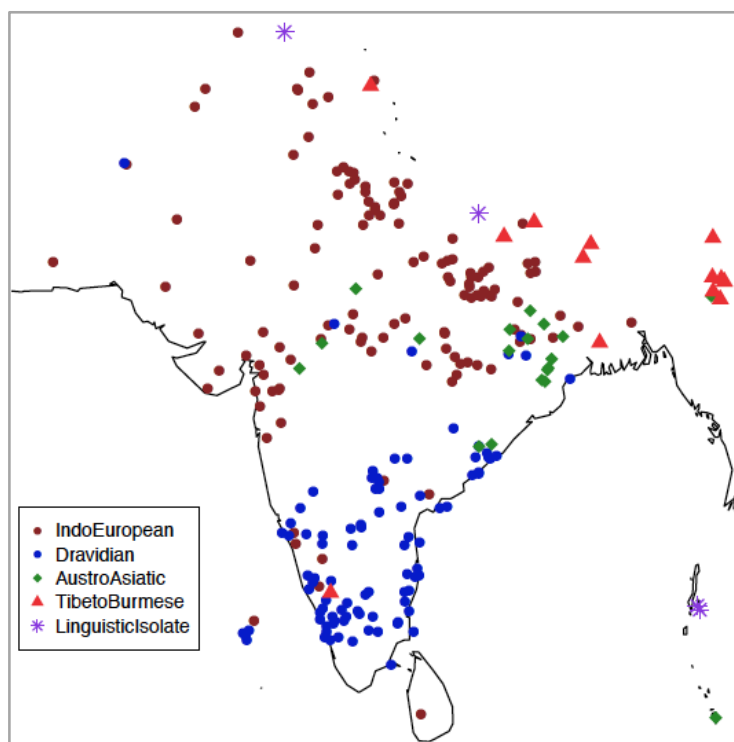 IndoEuropean
Dravidian
AustroAsiatic
TibetoBurmese
LinguisticIsolate